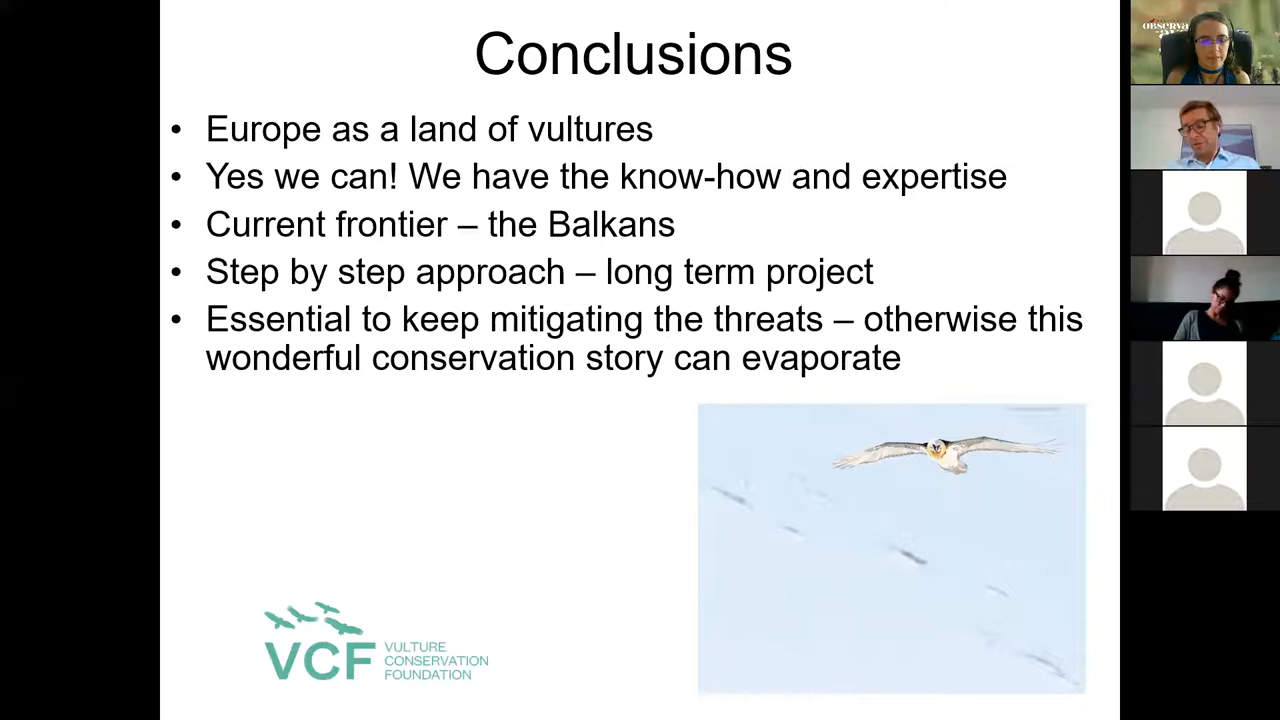 Conclusions
• Europe as a land of vultures
• Yes we can! We have the know-how and expertise
• Current frontier – the Balkans
• Step by step approach – long term project
• Essential to keep mitigating the threats – otherwise this
wonderful conservation story can evaporate
VCF
VULTURE
CONSERVATION
FOUNDATION